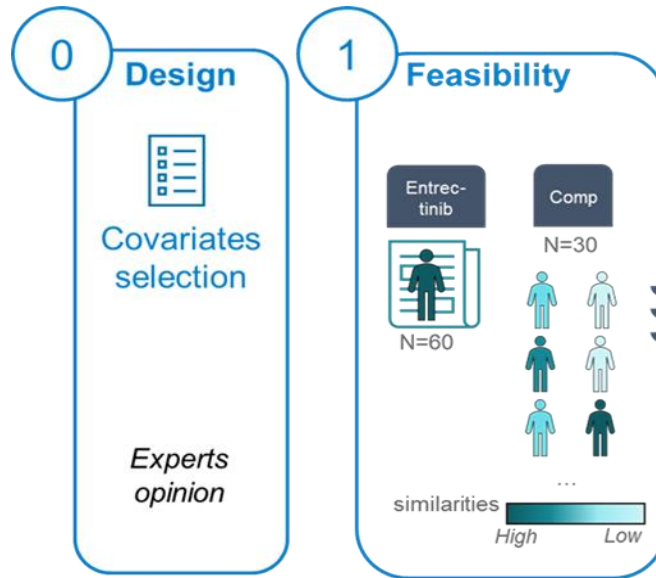 0
Design
Covariates
selection
Experts
opinion
1
Feasibility
Entrec-
tinib
Comp
N=60
N=30
...
similarities
High
Low